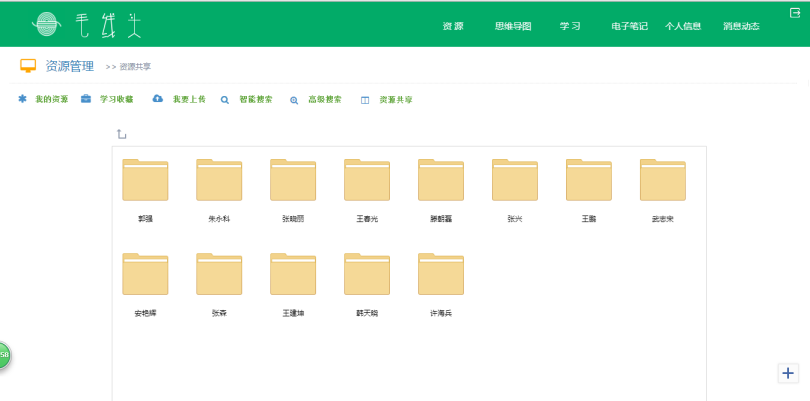 毛线头
资 源 思维导图 学 习 电子笔记 个人信息 消息动态
资源管理 >> 资源共享
我的资源 学习收藏 我要上传 智能搜索 高级搜索 资源共享
郭强 朱小科 张晓丽 王春光 滕朝磊 张兴 王鹏 武志宋
安艳辉 张森 王建坤 韩天晓 许海兵
58